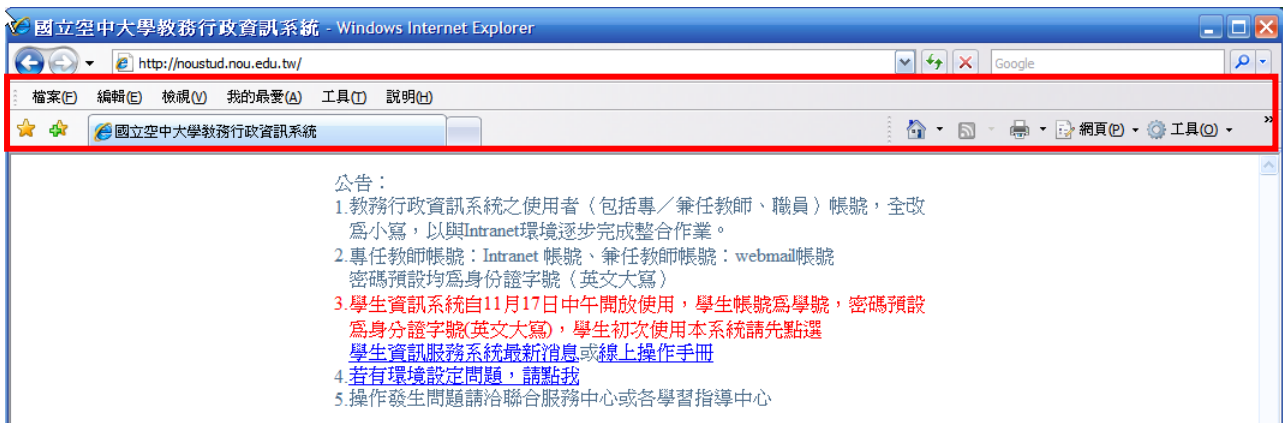 國立空中大學教務行政資訊系統 - Windows Internet Explorer
http://noustud.nou.edu.tw/
Google
檔案(F) 編輯(E) 檢視(V) 我的最愛(A) 工具(T) 說明(H)
國立空中大學教務行政資訊系統
網頁(P) 工具(O) »
公告：
1.教務行政資訊系統之使用者（包括專／兼任教師、職員）帳號，全改
為小寫，以與Intranet環境逐步完成整合作業。
2.專任教師帳號：Intranet 帳號、兼任教師帳號：webmail帳號
密碼預設均為身份證字號（英文大寫）
3.學生資訊系統自11月17日中午開放使用，學生帳號為學號，密碼預設
為身分證字號(英文大寫)，學生初次使用本系統請先點選
學生資訊服務系統最新消息或線上操作手冊
4.若有環境設定問題，請點我
5.操作發生問題請洽聯合服務中心或各學習指導中心